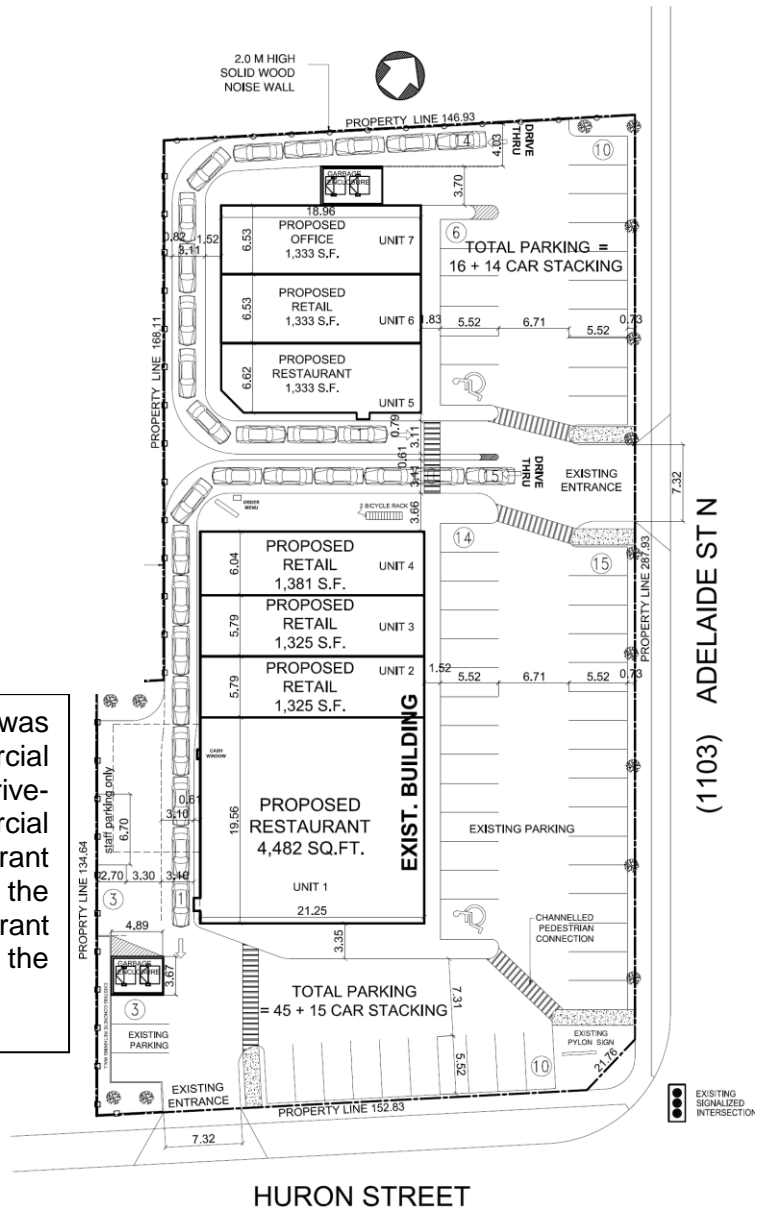 2.0 M HIGH
SOLID WOOD
NOISE WALL
PROPERTY LINE 146.93
DRIVE
THRU
4
4.03
10
GARBAGE
ENCLOSURE
3.70
18.96
6
0.82
1.52
3.11
6.53
PROPOSED
OFFICE
1,333 S.F.
UNIT 7
TOTAL PARKING =
16 + 14 CAR STACKING
6.53
PROPOSED
RETAIL
1,333 S.F.
UNIT 6
1.83
5.52
6.71
5.52
0.73
PROPERTY LINE 168.11
6.62
PROPOSED
RESTAURANT
1,333 S.F.
UNIT 5
0.79
3.11
0.61
3.11
3.66
DRIVE
THRU
5
EXISTING
ENTRANCE
7.32
ORDER
MENU
2 BICYCLE RACK
14
15
6.04
PROPOSED
RETAIL
1,381 S.F.
UNIT 4
5.79
PROPOSED
RETAIL
1,325 S.F.
UNIT 3
5.79
PROPOSED
RETAIL
1,325 S.F.
UNIT 2
1.52
5.52
6.71
5.52
0.73
PROPERTY LINE 287.93
(1103) ADELAIDE ST N
was
rcial
rive-
rcial
rant
the
rant
the
CASH
WINDOW
19.56
PROPOSED
RESTAURANT
4,482 SQ.FT.
UNIT 1
21.25
EXIST. BUILDING
EXISTING PARKING
staff parking only
6.70
0.61
3.10
2.70
3.30
3.10
PROPRTY LINE 134.64
3
1
4.89
GARBAGE
ENCLOSURE
3.67
3
EXISTING
PARKING
EXISTING CONCRETE RETAINING WALL
3.35
CHANNELLED
PEDESTRIAN
CONNECTION
TOTAL PARKING
= 45 + 15 CAR STACKING
7.31
5.52
10
EXISTING
PYLON SIGN
21.76
EXISTING
ENTRANCE
PROPERTY LINE 152.83
7.32
EXISITING
SIGNALIZED
INTERSECTION
HURON STREET